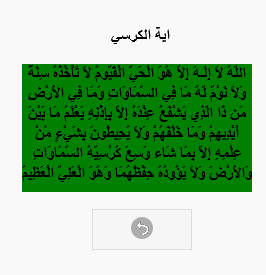 اية الكرسي
اللّهُ لاَ إِلَـهَ إِلاَّ هُوَ الْحَيُّ الْقَيُّومُ لاَ تَأْخُذُهُ سِنَةٌ
وَلاَ نَوْمٌ لَّهُ مَا فِي السَّمَاوَاتِ وَمَا فِي الأَرْضِ
مَن ذَا الَّذِي يَشْفَعُ عِنْدَهُ إِلاَّ بِإِذْنِهِ يَعْلَمُ مَا بَيْنَ
أَيْدِيهِمْ وَمَا خَلْفَهُمْ وَلاَ يُحِيطُونَ بِشَيْءٍ مِّنْ
عِلْمِهِ إِلاَّ بِمَا شَاء وَسِعَ كُرْسِيُّهُ السَّمَاوَاتِ
وَالأَرْضَ وَلاَ يَؤُودُهُ حِفْظُهُمَا وَهُوَ الْعَلِيُّ الْعَظِيمُ